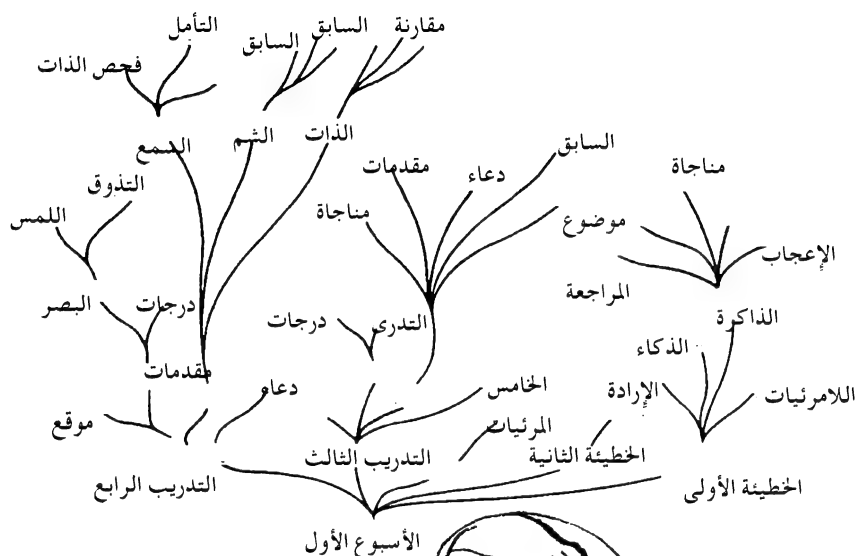 التأمل
مقارنة
السابق
السابق
فحص الذات
الذات
الشم
السمع
السابق
مقدمات
مناجاة
دعاء
التذوق
مناجاة
اللمس
موضوع
الإعجاب
المراجعة
درجات
البصر
الذاكرة
التدرى
درجات
الذكاء
مقدمات
الخامس
دعاء
الإرادة
اللامرئيات
المرئيات
موقع
الخطيئة الثانية
التدريب الثالث
الخطيئة الأولى
التدريب الرابع
الأسبوع الأول